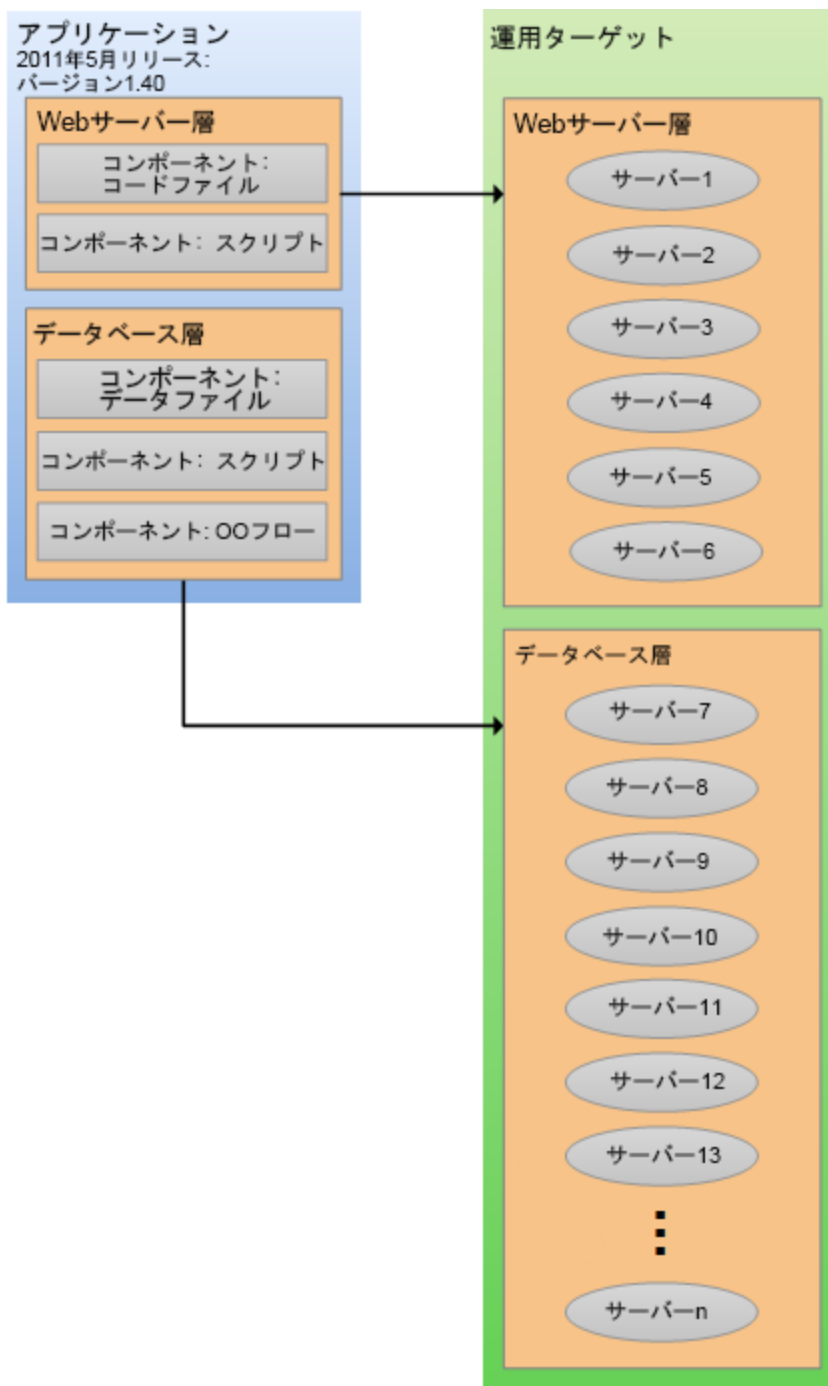 アプリケーション
2011年5月リリース:
バージョン1.40
Webサーバー層
コンポーネント:
コードファイル
コンポーネント: スクリプト
データベース層
コンポーネント:
データファイル
コンポーネント: スクリプト
コンポーネント: OOフロー
運用ターゲット
Webサーバー層
サーバー1
サーバー2
サーバー3
サーバー4
サーバー5
サーバー6
データベース層
サーバー7
サーバー8
サーバー9
サーバー10
サーバー11
サーバー12
サーバー13
サーバーn